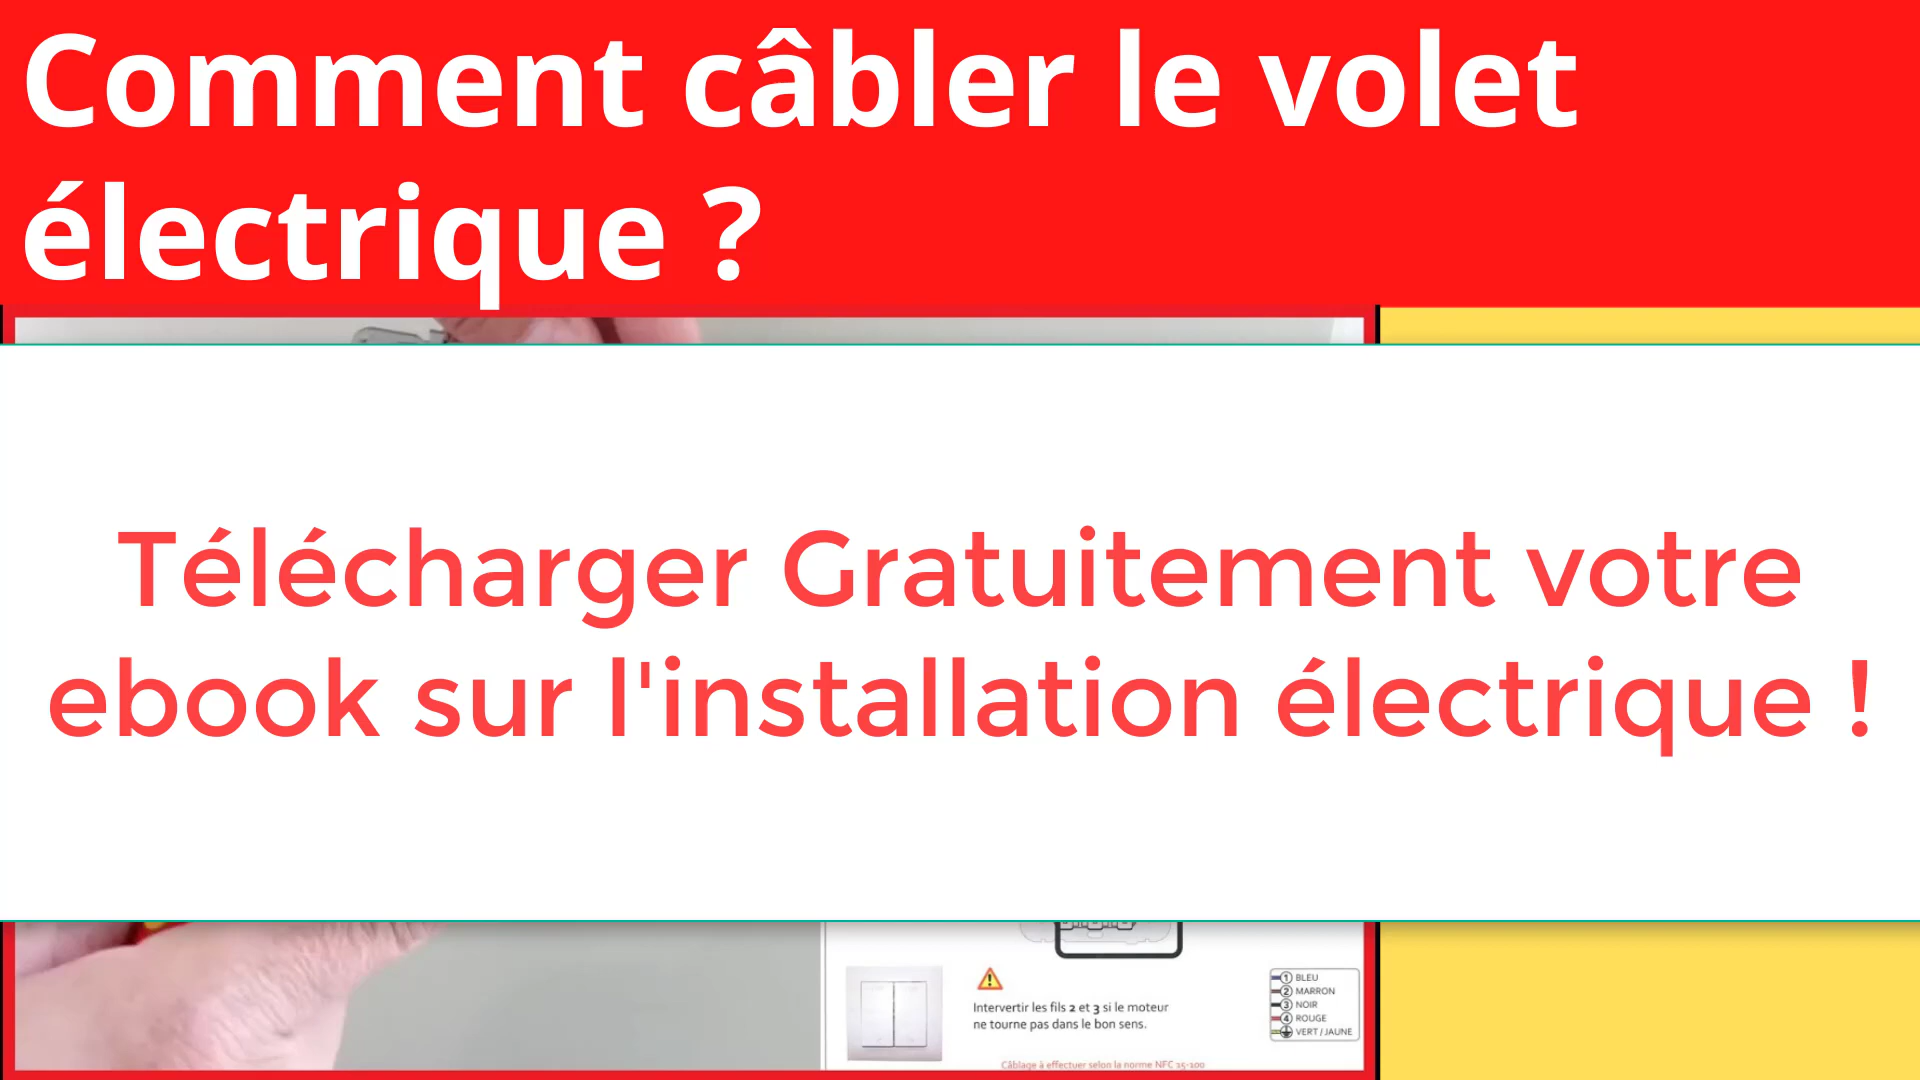 Comment câbler le volet
électrique ?
Télécharger Gratuitement votre
ebook sur l'installation électrique !
Intervertir les fils 2 et 3 si le moteur
ne tourne pas dans le bon sens.
1 BLEU
2 MARRON
3 NOIR
4 ROUGE
VERT / JAUNE
Câblage à effectuer selon la norme NFC 15-100